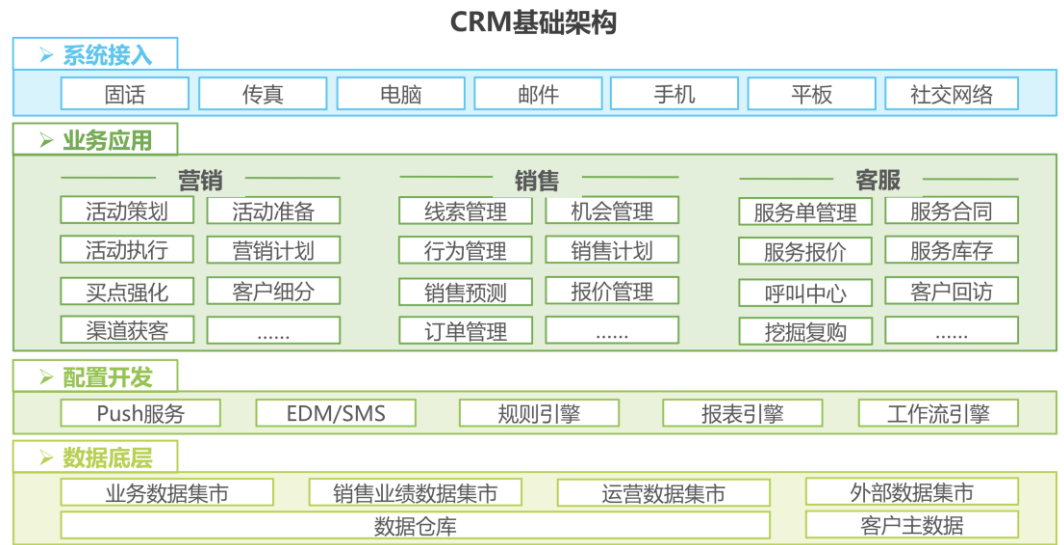 CRM基础架构
➢ 系统接入
固话 传真 电脑 邮件 手机 平板 社交网络
➢ 业务应用
营销 销售 客服
活动策划 活动准备 线索管理 机会管理 服务单管理 服务合同
活动执行 营销计划 行为管理 销售计划 服务报价 服务库存
买点强化 客户细分 销售预测 报价管理 呼叫中心 客户回访
渠道获客 …… 订单管理 …… 挖掘复购 ……
➢ 配置开发
Push服务 EDM/SMS 规则引擎 报表引擎 工作流引擎
➢ 数据底层
业务数据集市 销售业绩数据集市 运营数据集市 外部数据集市
数据仓库 客户主数据